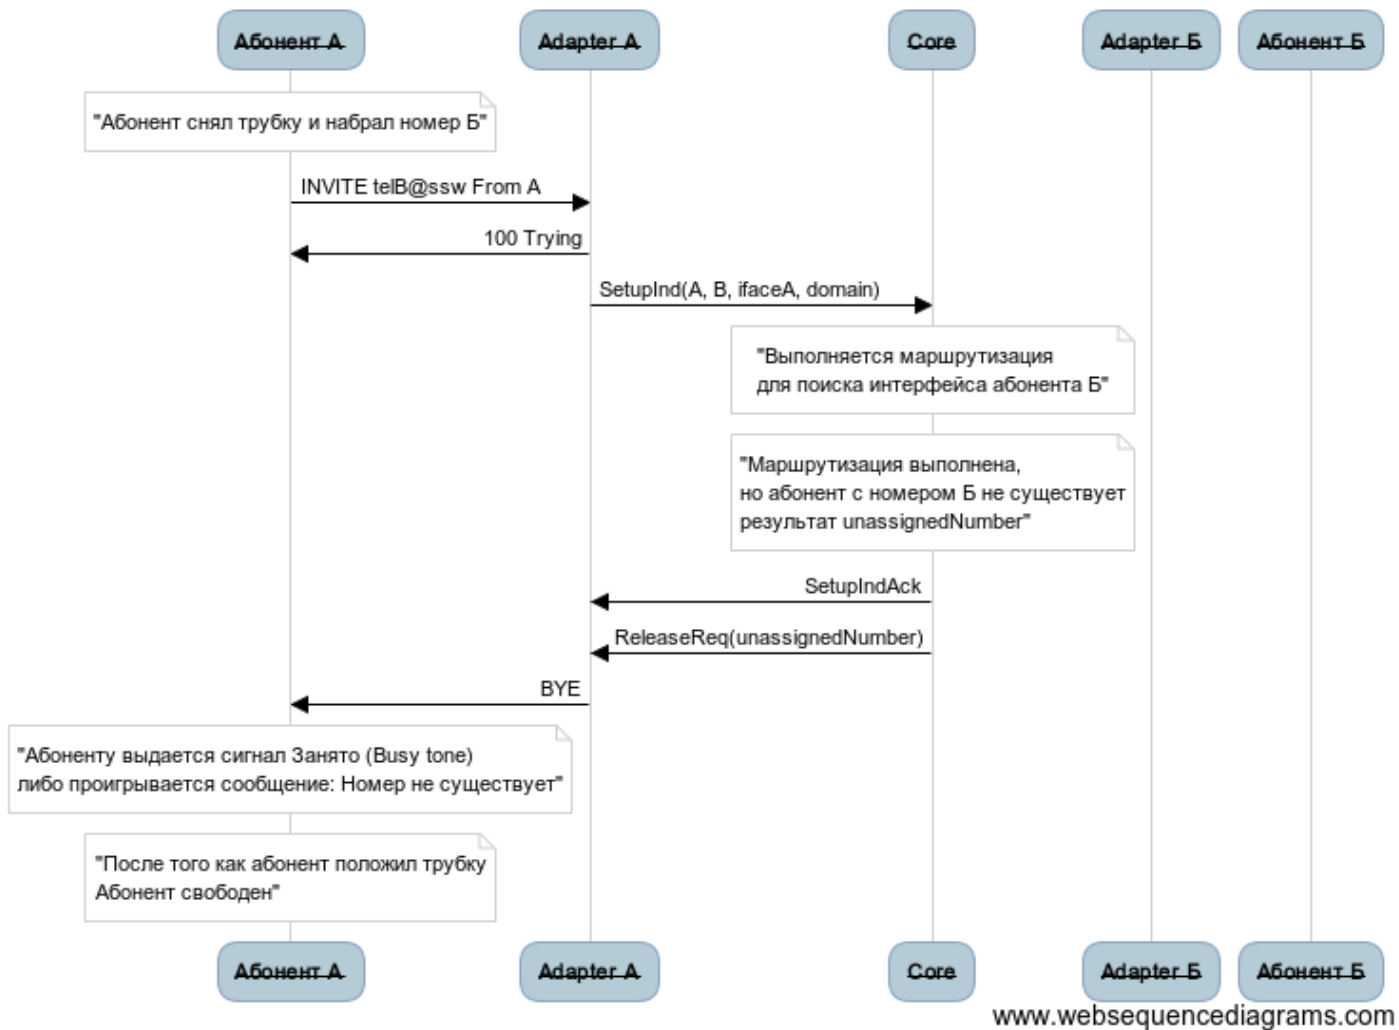 Абонент А
Adapter А
Core
Adapter Б
Абонент Б
"Абонент снял трубку и набрал номер Б"
INVITE telB@ssw From A
100 Trying
SetupInd(A, B, ifaceA, domain)
"Выполняется маршрутизация
для поиска интерфейса абонента Б"
"Маршрутизация выполнена,
но абонент с номером Б не существует
результат unassignedNumber"
SetupIndAck
ReleaseReq(unassignedNumber)
BYE
"Абоненту выдается сигнал Занято (Busy tone)
либо проигрывается сообщение: Номер не существует"
"После того как абонент положил трубку
Абонент свободен"
Абонент А
Adapter А
Core
Adapter Б
Абонент Б
www.websequencediagrams.com